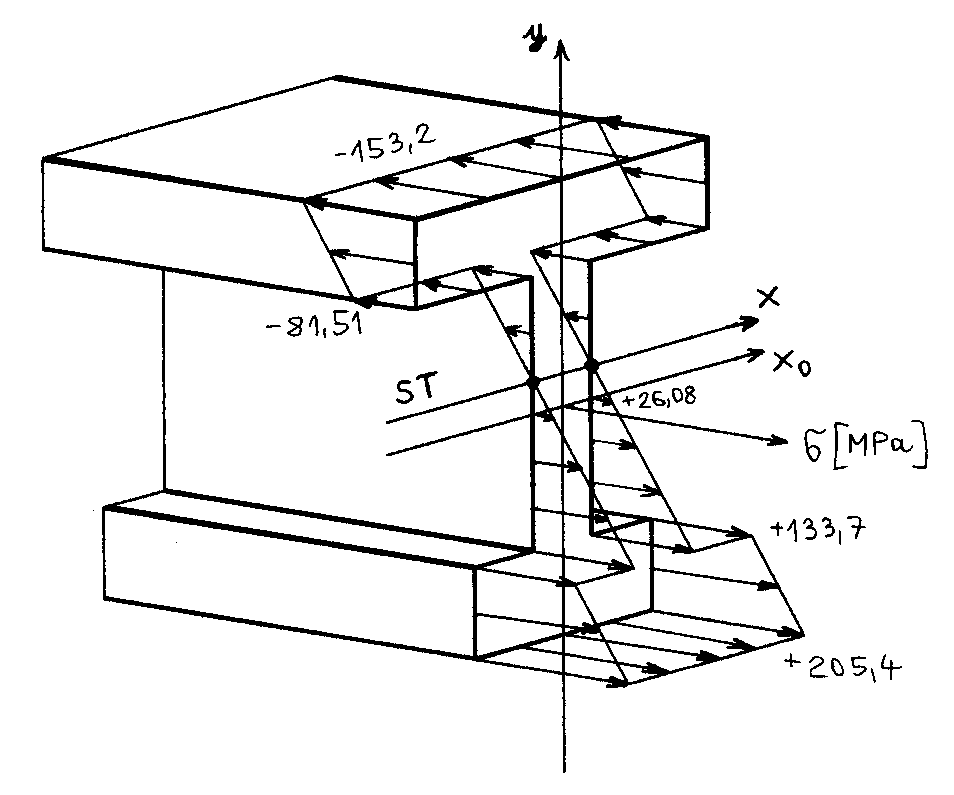 y
-153,2
-81,51
x
ST
x₀
+26,08
σ [MPa]
+133,7
+205,4